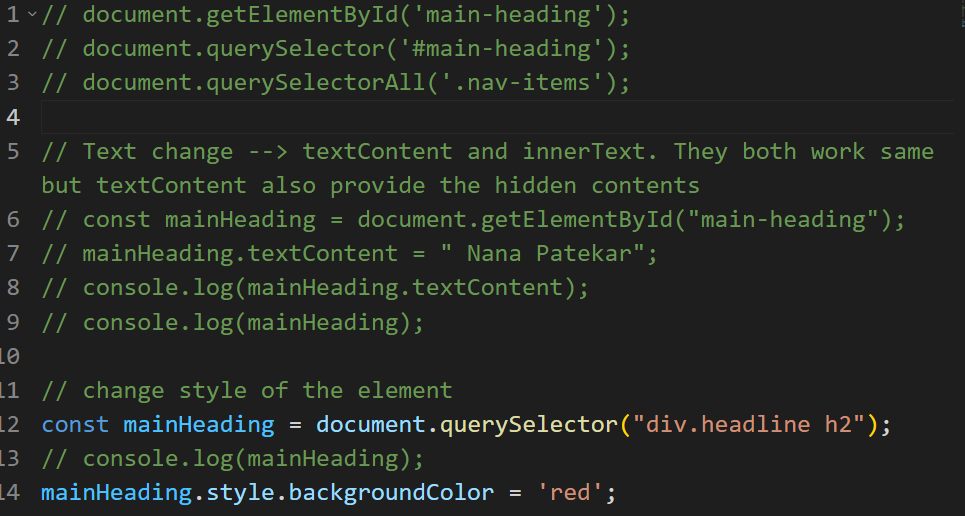 1 // document.getElementById('main-heading');
2 // document.querySelector('#main-heading');
3 // document.querySelectorAll('.nav-items');
4
5 // Text change --> textContent and innerText. They both work same
but textContent also provide the hidden contents
6 // const mainHeading = document.getElementById("main-heading");
7 // mainHeading.textContent = " Nana Patekar";
8 // console.log(mainHeading.textContent);
9 // console.log(mainHeading);
10
11 // change style of the element
12 const mainHeading = document.querySelector("div.headline h2");
13 // console.log(mainHeading);
14 mainHeading.style.backgroundColor = 'red';